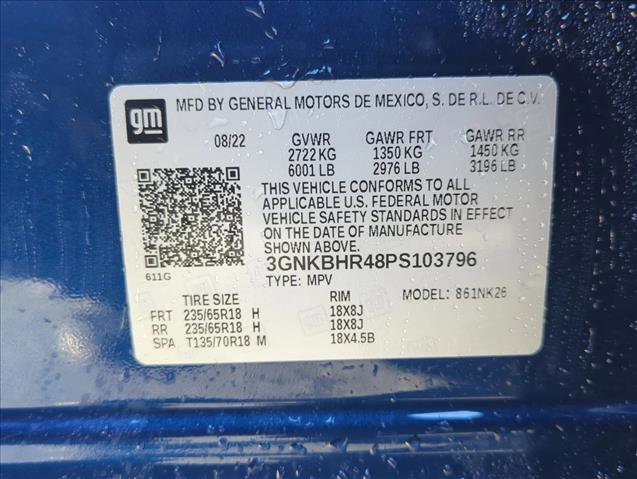 gm MFD BY GENERAL MOTORS DE MEXICO, S. DE R.L. DE C.V.
08/22 GVWR GAWR FRT GAWR RR
2722 KG 1350 KG 1450 KG
6001 LB 2976 LB 3196 LB
THIS VEHICLE CONFORMS TO ALL
APPLICABLE U.S. FEDERAL MOTOR
VEHICLE SAFETY STANDARDS IN EFFECT
ON THE DATE OF MANUFACTURE
SHOWN ABOVE.
611G
3GNKBHR48PS103796
TYPE: MPV MODEL: 861NK26
TIRE SIZE RIM
FRT 235/65R18 H 18X8J
RR 235/65R18 H 18X8J
SPA T135/70R18 M 18X4.5B